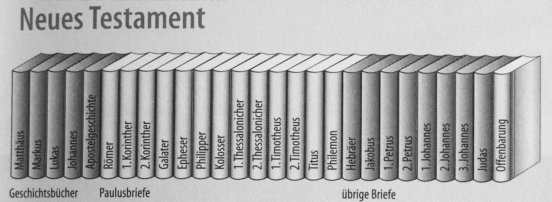 Neues Testament
Matthäus
Markus
Lukas
Johannes
Apostelgeschichte
Römer
1. Korinther
2. Korinther
Galater
Epheser
Philipper
Kolosser
1. Thessalonicher
2. Thessalonicher
1. Timotheus
2. Timotheus
Titus
Philemon
Hebräer
Jakobus
1. Petrus
2. Petrus
1. Johannes
2. Johannes
3. Johannes
Judas
Offenbarung
Geschichtsbücher
Paulusbriefe
übrige Briefe